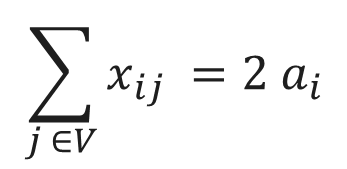 ∑_{j ∈V} x_{ij} = 2 a_i